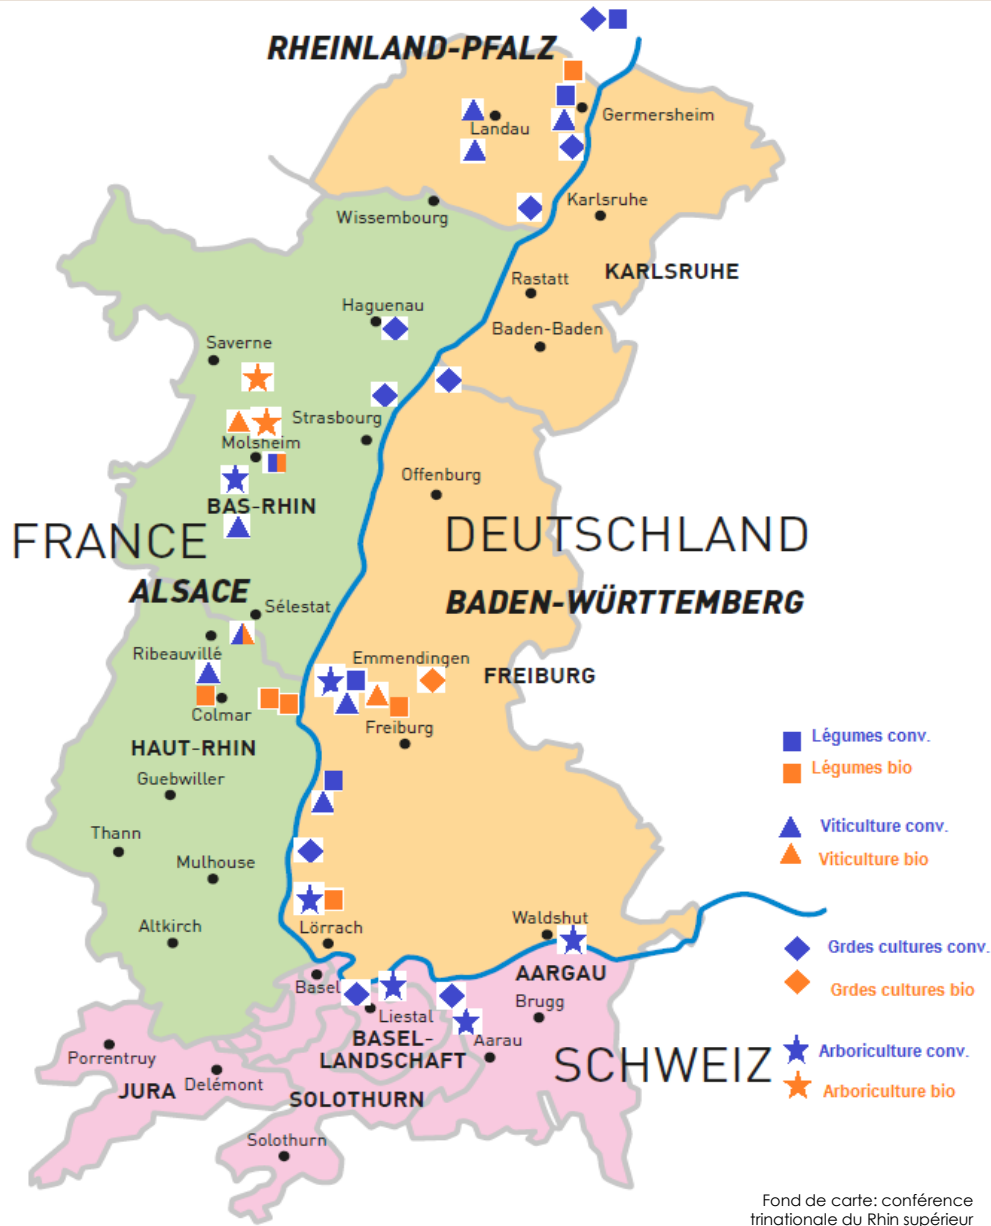 RHEINLAND-PFALZ
Germersheim
Landau
Karlsruhe
Wissembourg
KARLSRUHE
Rastatt
Haguenau
Baden-Baden
Saverne
Strasbourg
Molsheim
Offenburg
BAS-RHIN
FRANCE
DEUTSCHLAND
ALSACE
BADEN-WÜRTTEMBERG
Sélestat
Ribeauvillé
Emmendingen
FREIBURG
Colmar
Freiburg
HAUT-RHIN
Légumes conv.
Légumes bio
Guebwiller
Viticulture conv.
Thann
Viticulture bio
Mulhouse
Altkirch
Lörrach
Waldshut
Grdes cultures conv.
AARGAU
Basel
Grdes cultures bio
Brugg
Liestal
BASEL-
LANDSCHAFT
Aarau
Arboriculture conv.
Porrentruy
SCHWEIZ
JURA
Delémont
Arboriculture bio
SOLOTHURN
Solothurn
Fond de carte: conférence
trinationale du Rhin supérieur